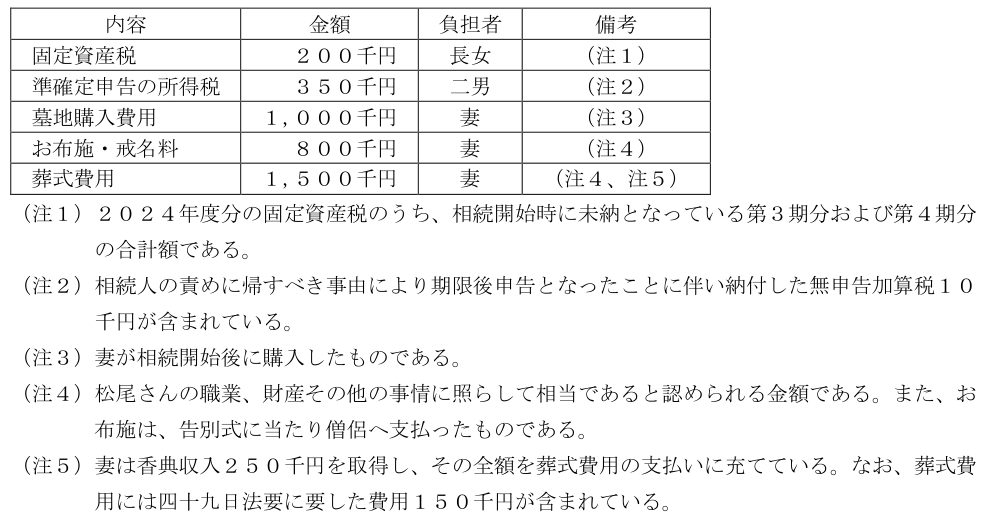 内容 金額 負担者 備考
固定資産税 ２００千円 長女 （注１）
準確定申告の所得税 ３５０千円 二男 （注２）
墓地購入費用 １，０００千円 妻 （注３）
お布施・戒名料 ８００千円 妻 （注４）
葬式費用 １，５００千円 妻 （注４、注５）
（注１）２０２４年度分の固定資産税のうち、相続開始時に未納となっている第３期分および第４期分
の合計額である。
（注２）相続人の責めに帰すべき事由により期限後申告となったことに伴い納付した無申告加算税１０
千円が含まれている。
（注３）妻が相続開始後に購入したものである。
（注４）松尾さんの職業、財産その他の事情に照らして相当であると認められる金額である。また、お
布施は、告別式に当たり僧侶へ支払ったものである。
（注５）妻は香典収入２５０千円を取得し、その全額を葬式費用の支払いに充てている。なお、葬式費
用には四十九日法要に要した費用１５０千円が含まれている。